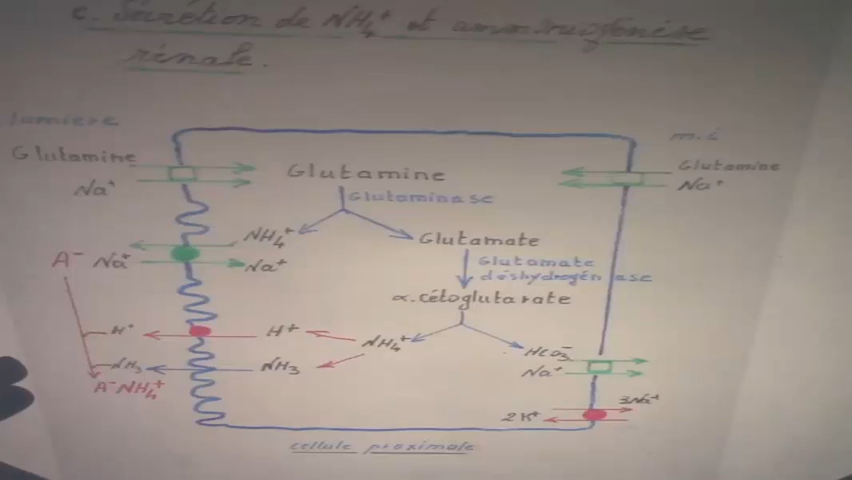 c. Sécrétion de NH₄⁺ et ammoniogénèse
rénale.
lumière
m.i
Glutamine
Glutamine
Glutamine
Na⁺
Na⁺
Glutaminase
NH₄⁺
Glutamate
A⁻ Na⁺
Na⁺
Glutamate
déshydrogénase
α.cétoglutarate
H⁺
H⁺
NH₄⁺
HCO₃⁻
NH₃
NH₃
Na⁺
A⁻NH₄⁺
2K⁺
3Na⁺
cellule proximale